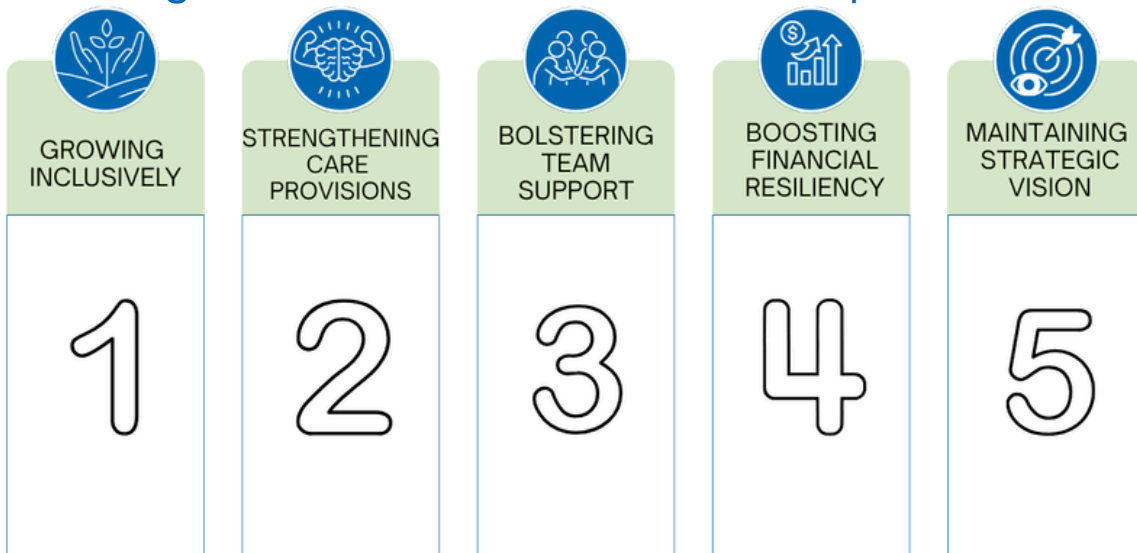 GROWING
INCLUSIVELY
STRENGTHENING
CARE
PROVISIONS
BOLSTERING
TEAM
SUPPORT
$
BOOSTING
FINANCIAL
RESILIENCY
MAINTAINING
STRATEGIC
VISION
1
2
3
4
5